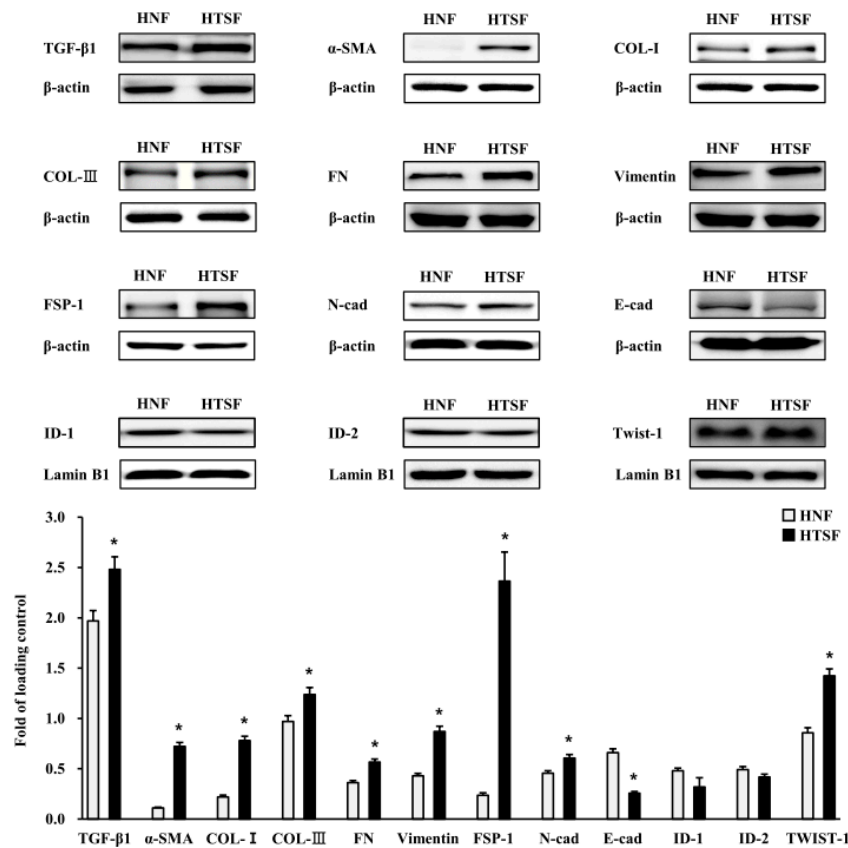 HNF HTSF HNF HTSF HNF HTSF
TGF-β1 α-SMA COL-I
β-actin β-actin β-actin
HNF HTSF HNF HTSF HNF HTSF
COL-Ⅲ FN Vimentin
β-actin β-actin β-actin
HNF HTSF HNF HTSF HNF HTSF
FSP-1 N-cad E-cad
β-actin β-actin β-actin
HNF HTSF HNF HTSF HNF HTSF
ID-1 ID-2 Twist-1
Lamin B1 Lamin B1 Lamin B1
Fold of loading control
3.0
2.5
2.0
1.5
1.0
0.5
0.0
HNF
HTSF
* * * * * * * * * *
TGF-β1 α-SMA COL-Ⅰ COL-Ⅲ FN Vimentin FSP-1 N-cad E-cad ID-1 ID-2 TWIST-1